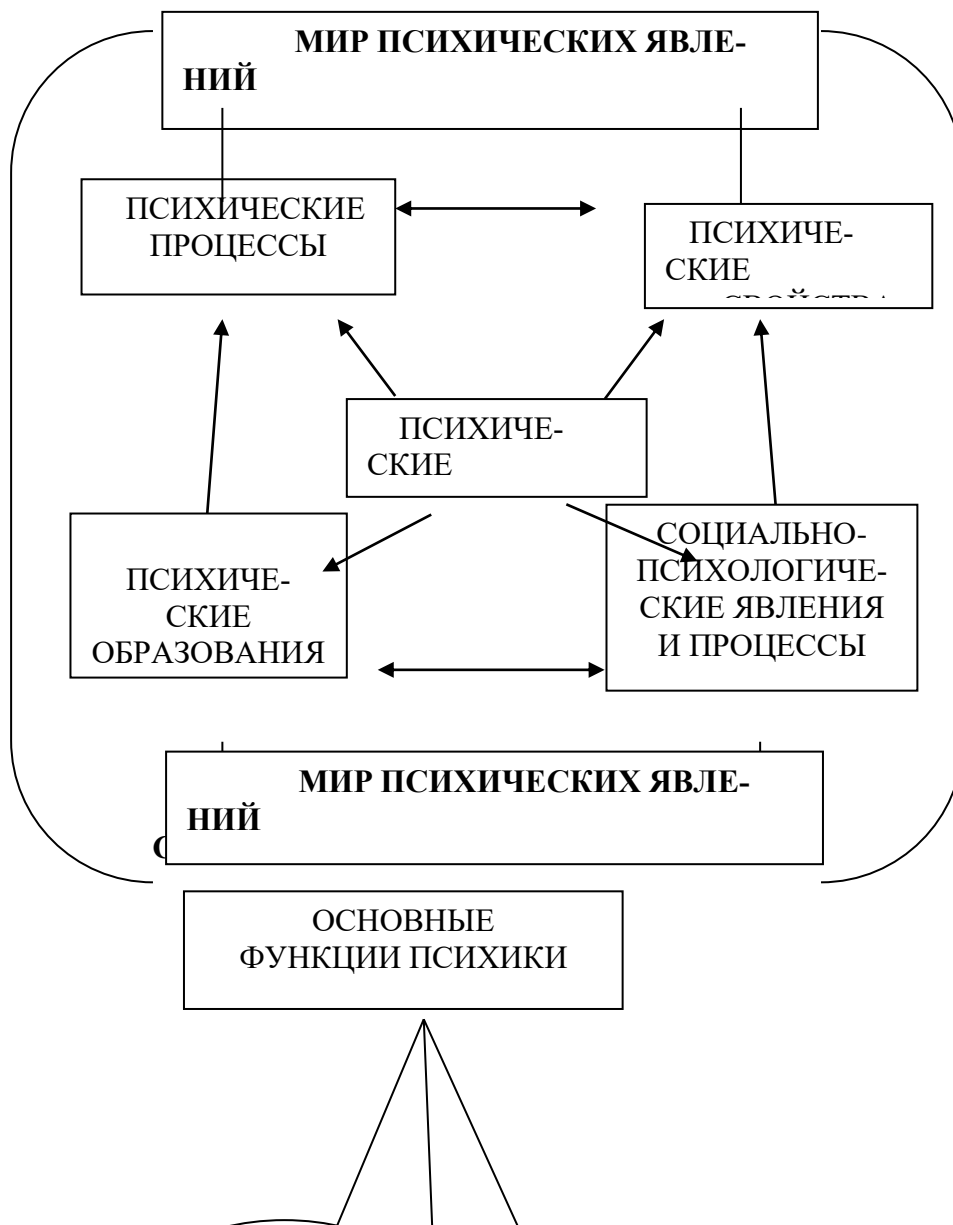 МИР ПСИХИЧЕСКИХ ЯВЛЕ-
НИЙ
ПСИХИЧЕСКИЕ
ПРОЦЕССЫ
ПСИХИЧЕ-
СКИЕ
ПСИХИЧЕ-
СКИЕ
ПСИХИЧЕ-
СКИЕ
ОБРАЗОВАНИЯ
СОЦИАЛЬНО-
ПСИХОЛОГИЧЕ-
СКИЕ ЯВЛЕНИЯ
И ПРОЦЕССЫ
МИР ПСИХИЧЕСКИХ ЯВЛЕ-
НИЙ
ОСНОВНЫЕ
ФУНКЦИИ ПСИХИКИ